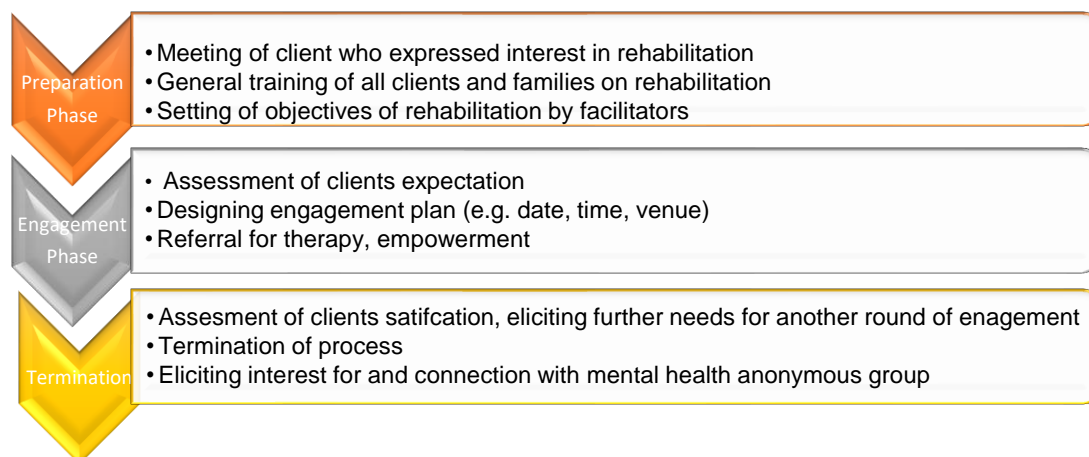 Preparation
Phase
• Meeting of client who expressed interest in rehabilitation
• General training of all clients and families on rehabilitation
• Setting of objectives of rehabilitation by facilitators
Engagement
Phase
• Assessment of clients expectation
• Designing engagement plan (e.g. date, time, venue)
• Referral for therapy, empowerment
Termination
• Assesment of clients satifcation, eliciting further needs for another round of enagement
• Termination of process
• Eliciting interest for and connection with mental health anonymous group